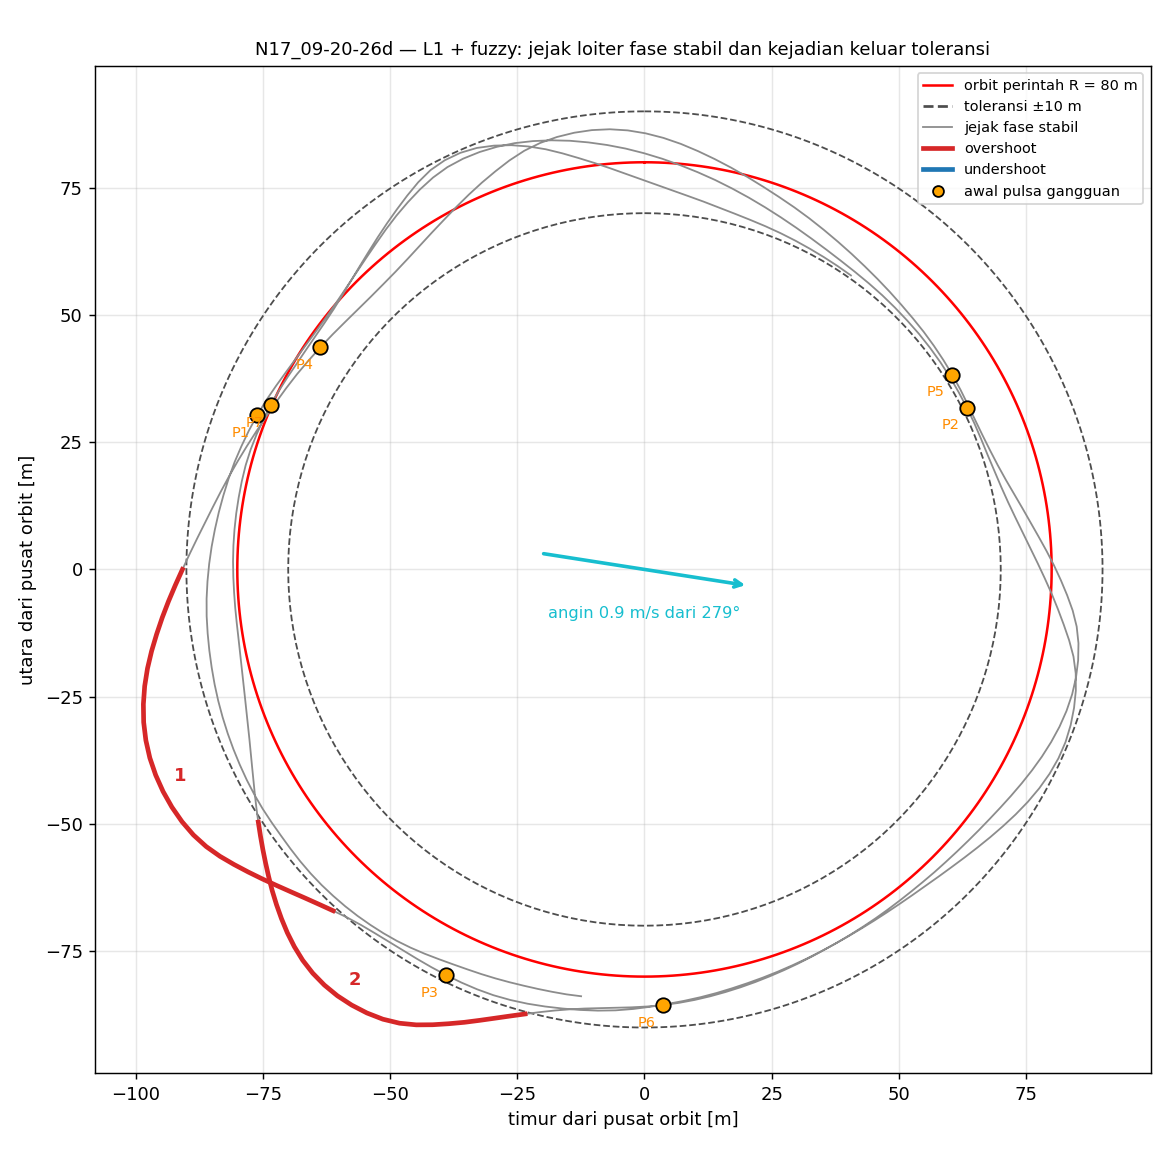 N17_09-20-26d — L1 + fuzzy: jejak loiter fase stabil dan kejadian keluar toleransi
orbit perintah R = 80 m
toleransi ±10 m
jejak fase stabil
overshoot
undershoot
awal pulsa gangguan
75
50
25
0
−25
−50
−75
utara dari pusat orbit [m]
P4
P1
P5
P2
angin 0.9 m/s dari 279°
1
2
P3
P6
−100
−75
−50
−25
0
25
50
75
timur dari pusat orbit [m]